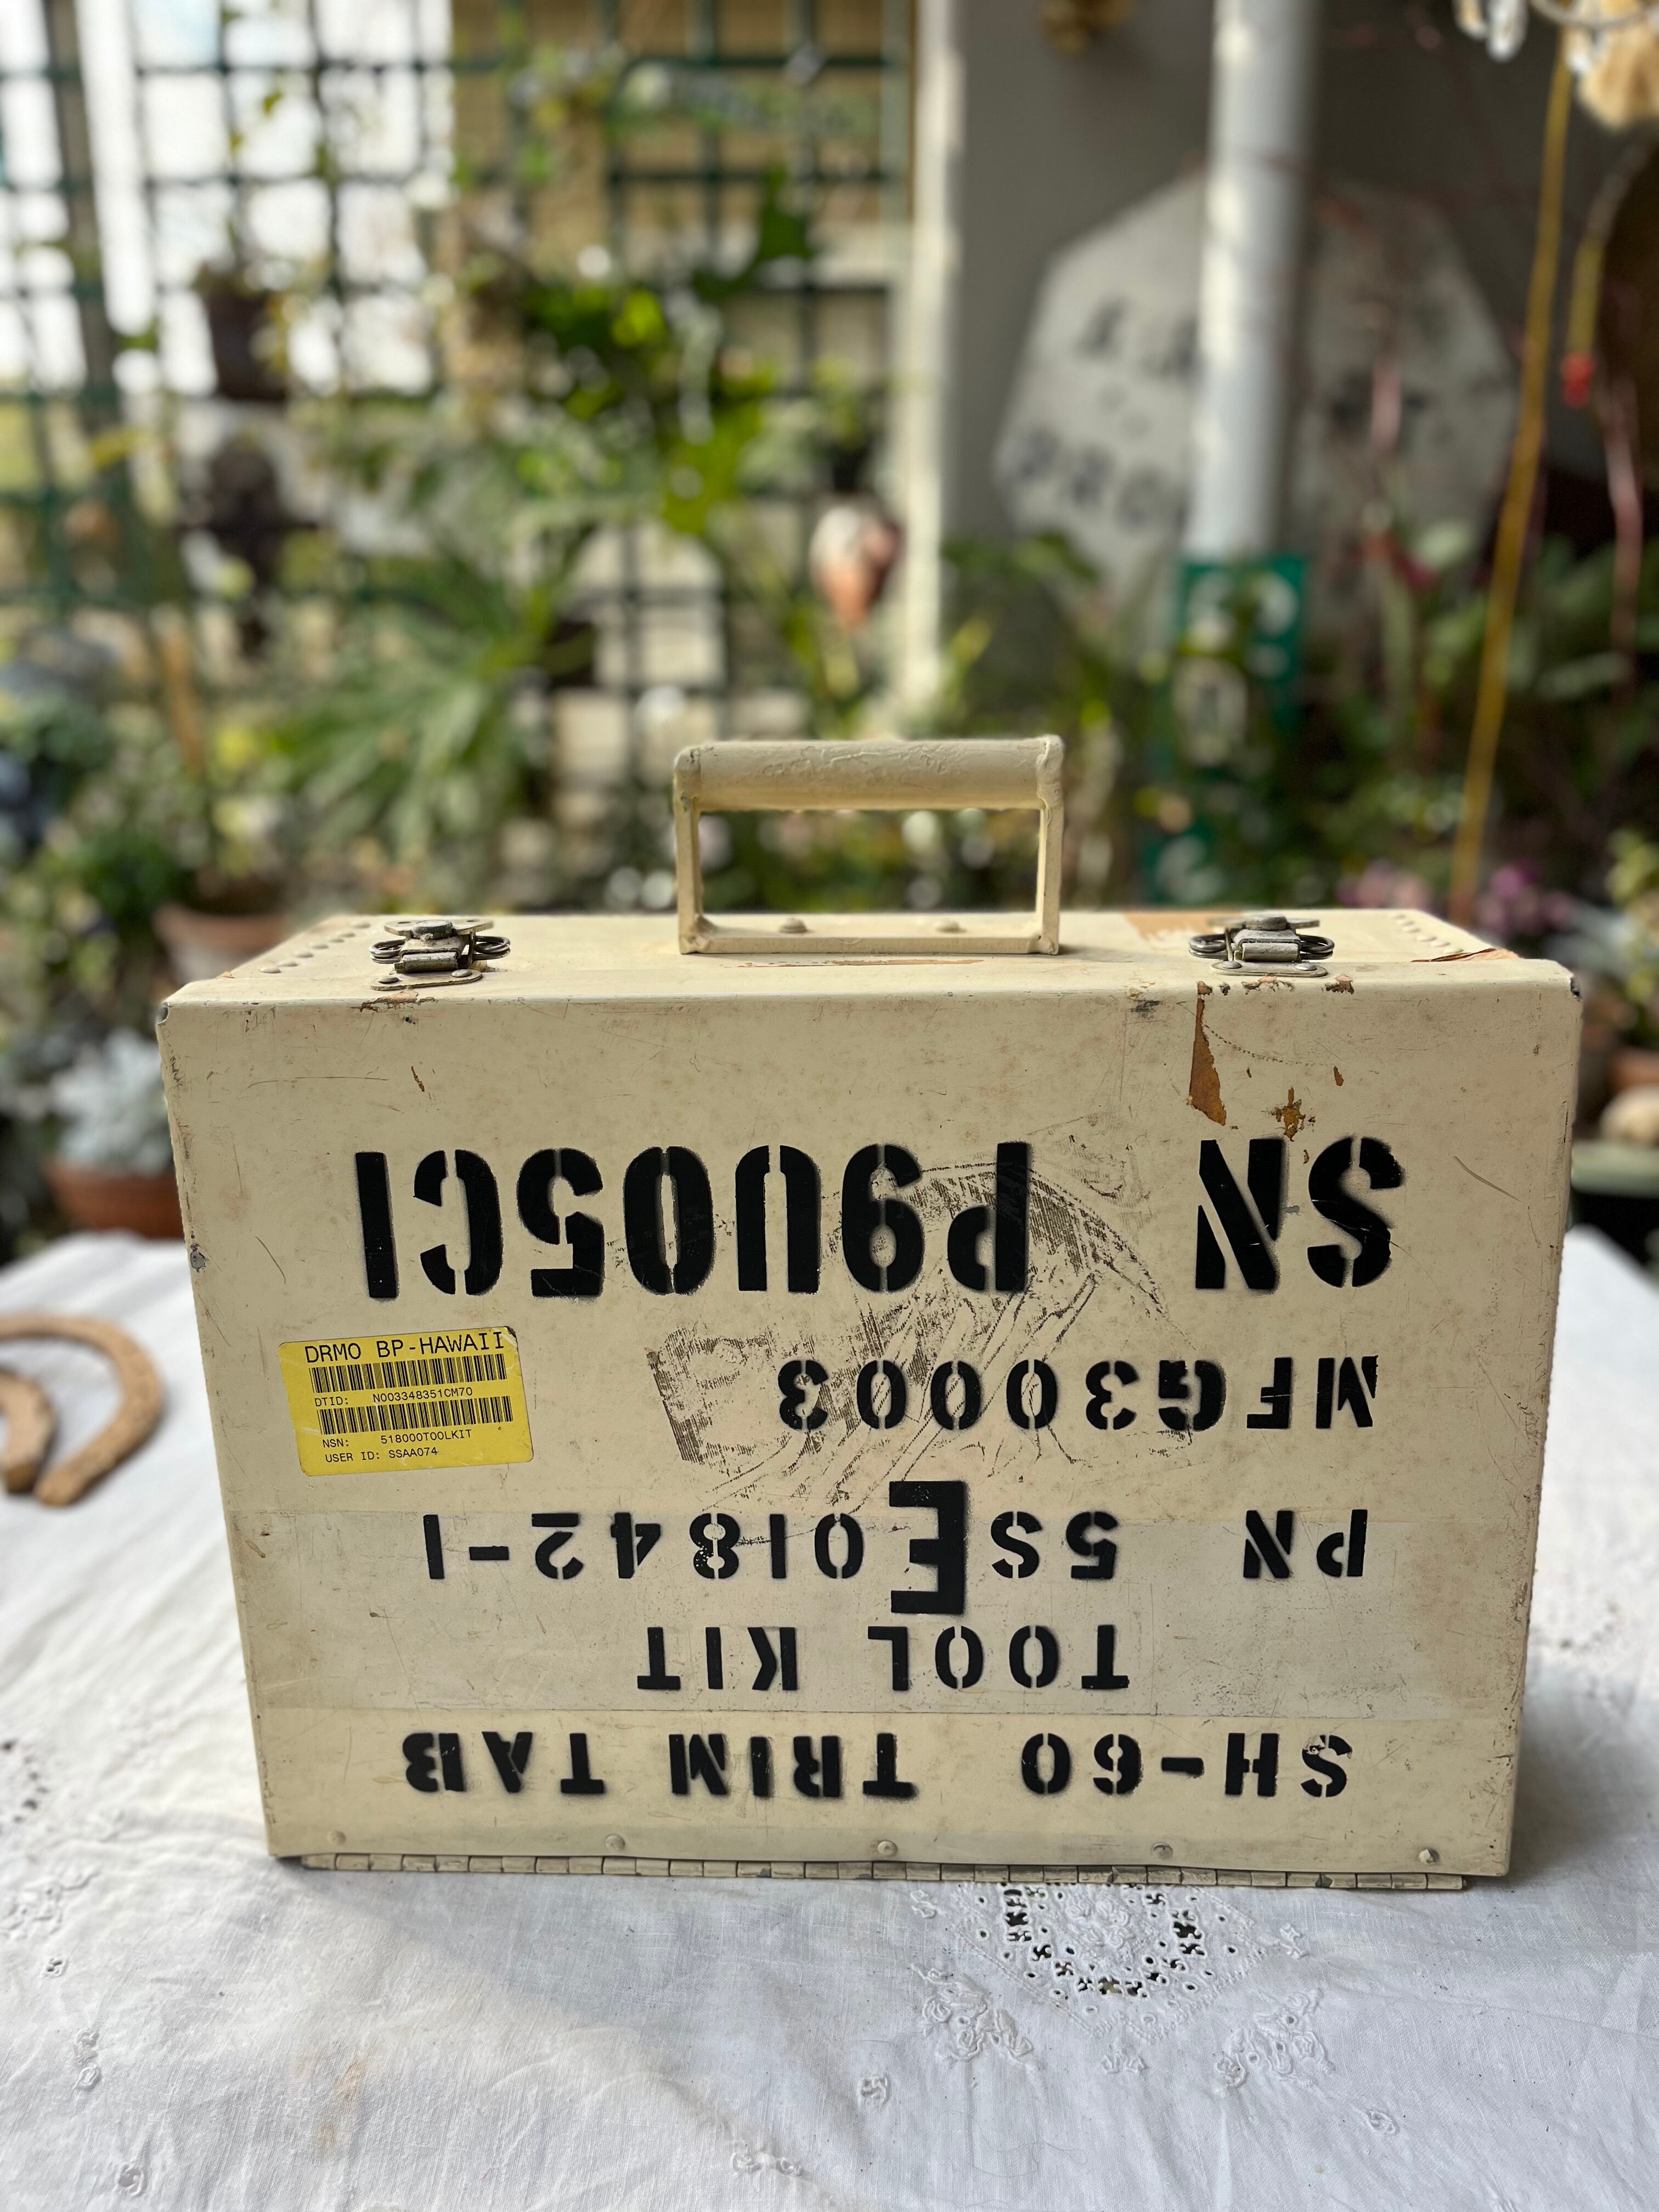 SH-60 TRIM TAB
TOOL KIT
PN 5SE01842-1
MFG30003
SN P9U05C1
DRMO BP-HAWAII
DTID: N003348351CM70
NSN: 518000TOOLKIT
USER ID: SSAA074